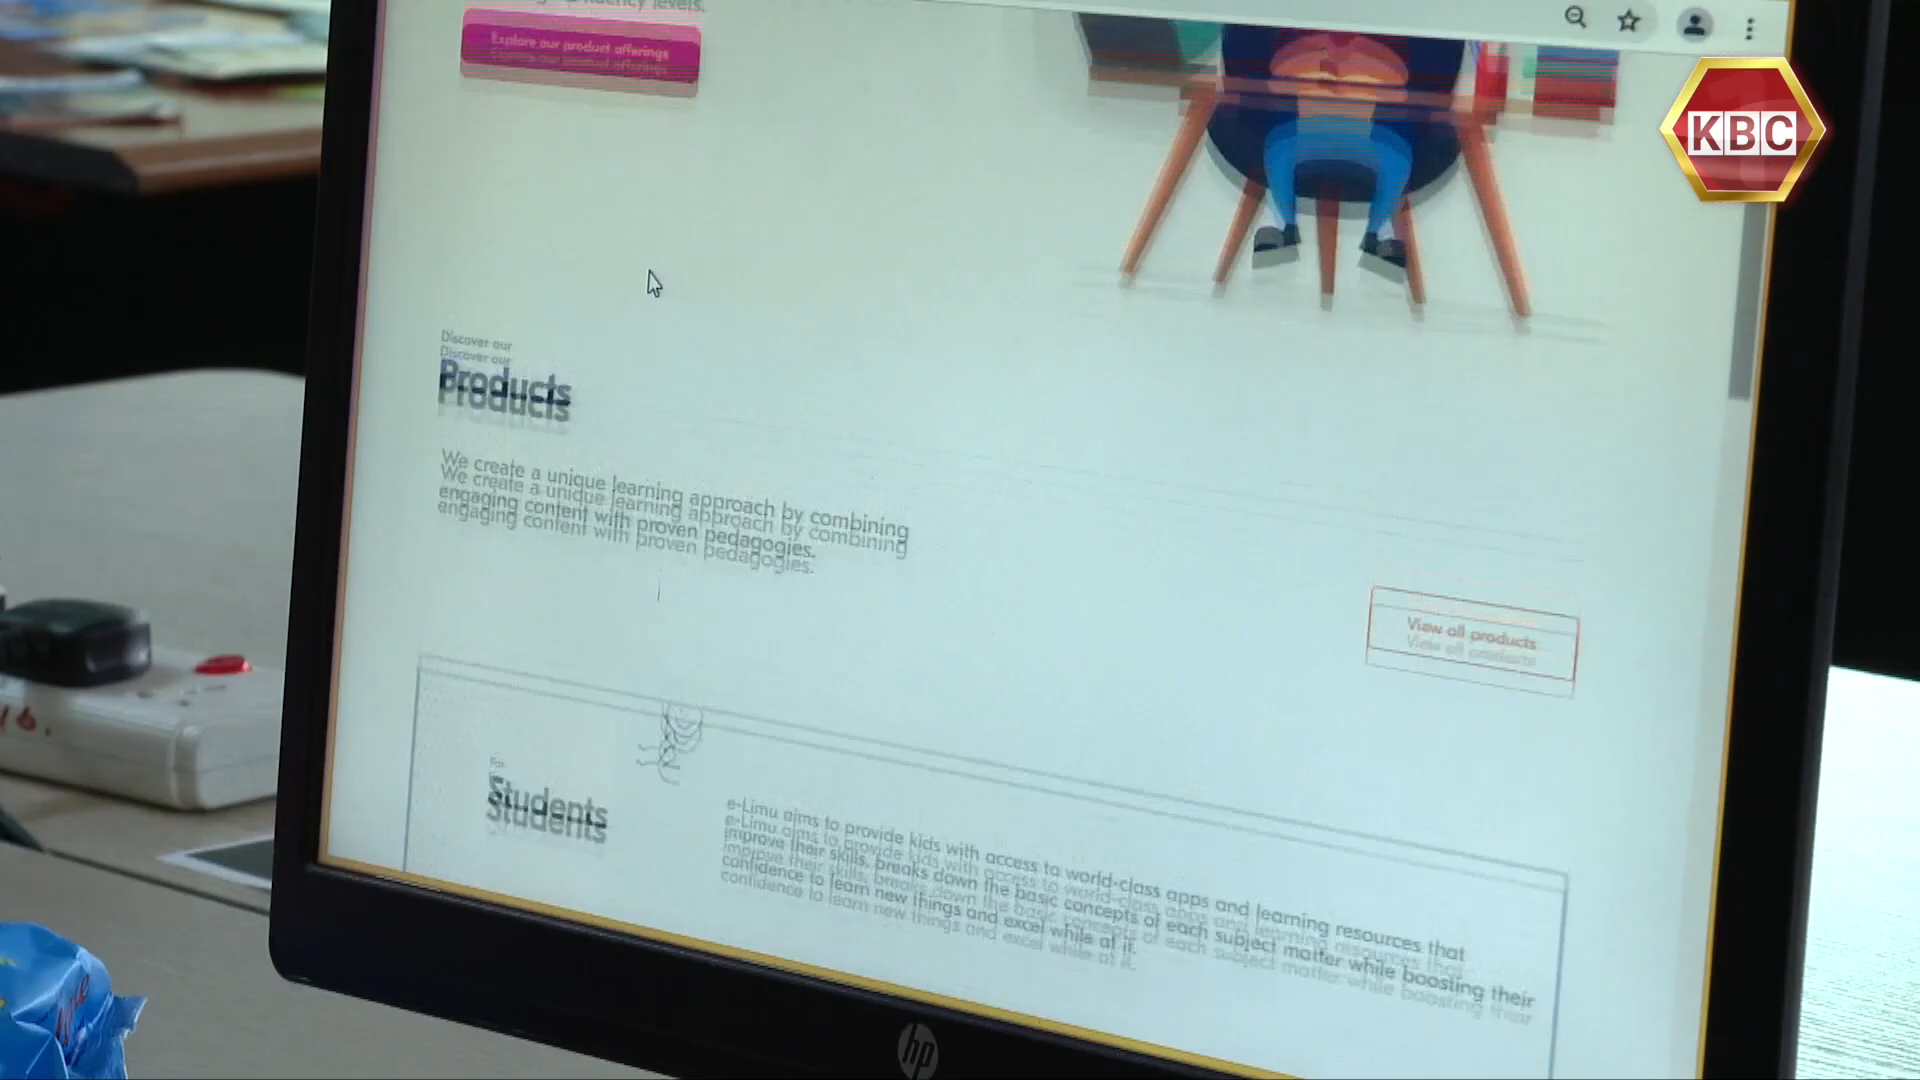 fluency levels.
Explore our product offerings
KBC
Discover our
Products
We create a unique learning approach by combining
engaging content with proven pedagogies.
View all products
For
Students
e-Limu aims to provide kids with access to world-class apps and learning resources that
improve their skills, breaks down the basic concepts of each subject matter while boosting their
confidence to learn new things and excel while at it.
hp